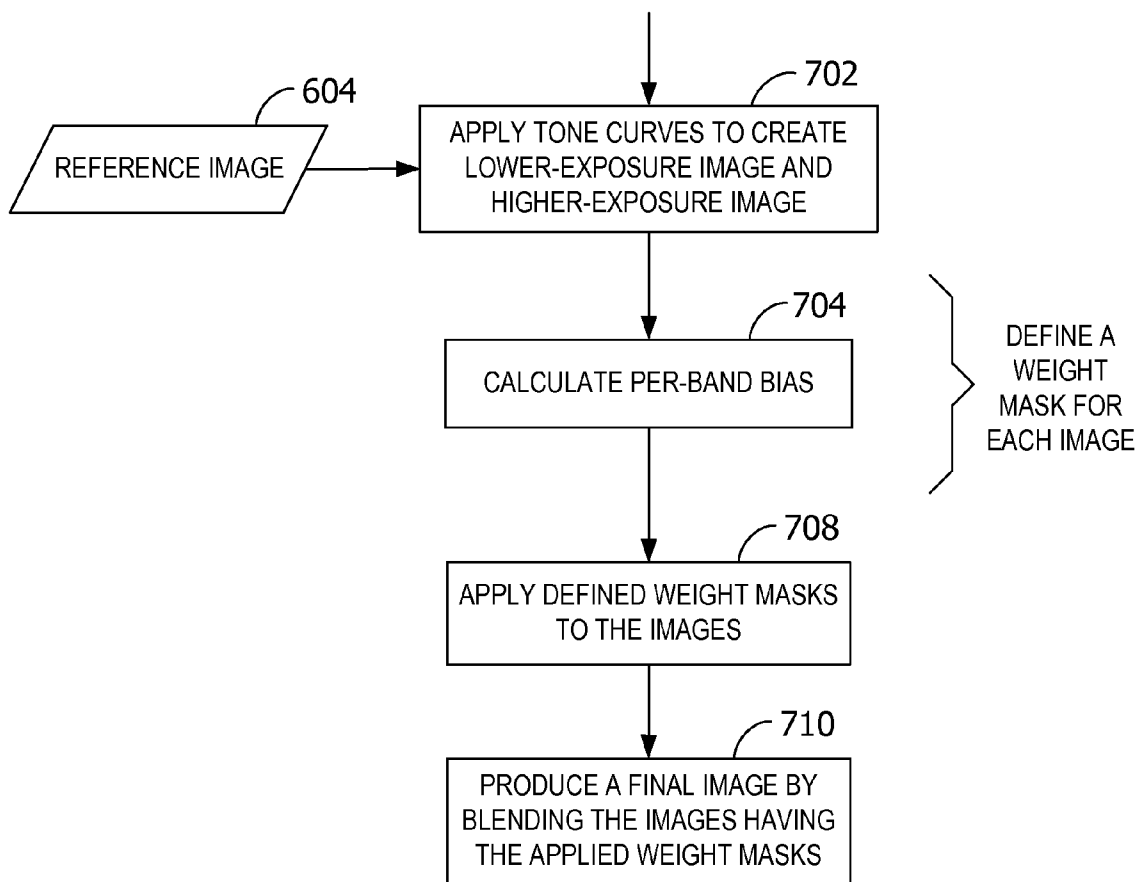 702
604
APPLY TONE CURVES TO CREATE
LOWER-EXPOSURE IMAGE AND
HIGHER-EXPOSURE IMAGE
REFERENCE IMAGE
704
CALCULATE PER-BAND BIAS
DEFINE A
WEIGHT
MASK FOR
EACH IMAGE
708
APPLY DEFINED WEIGHT MASKS
TO THE IMAGES
710
PRODUCE A FINAL IMAGE BY
BLENDING THE IMAGES HAVING
THE APPLIED WEIGHT MASKS